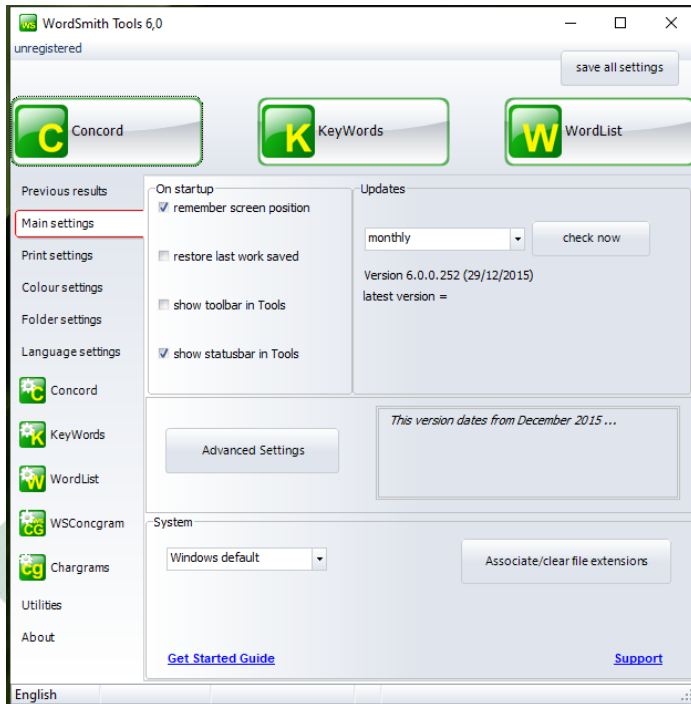 WS WordSmith Tools 6,0
unregistered
save all settings
C Concord
K KeyWords
W WordList
Previous results
Main settings
Print settings
Colour settings
Folder settings
Language settings
C Concord
K KeyWords
W WordList
WS CG WSConcgram
cg Chargrams
Utilities
About
On startup
remember screen position
restore last work saved
show toolbar in Tools
show statusbar in Tools
Updates
monthly
check now
Version 6.0.0.252 (29/12/2015)
latest version =
Advanced Settings
This version dates from December 2015 ...
System
Windows default
Associate/clear file extensions
Get Started Guide
Support
English